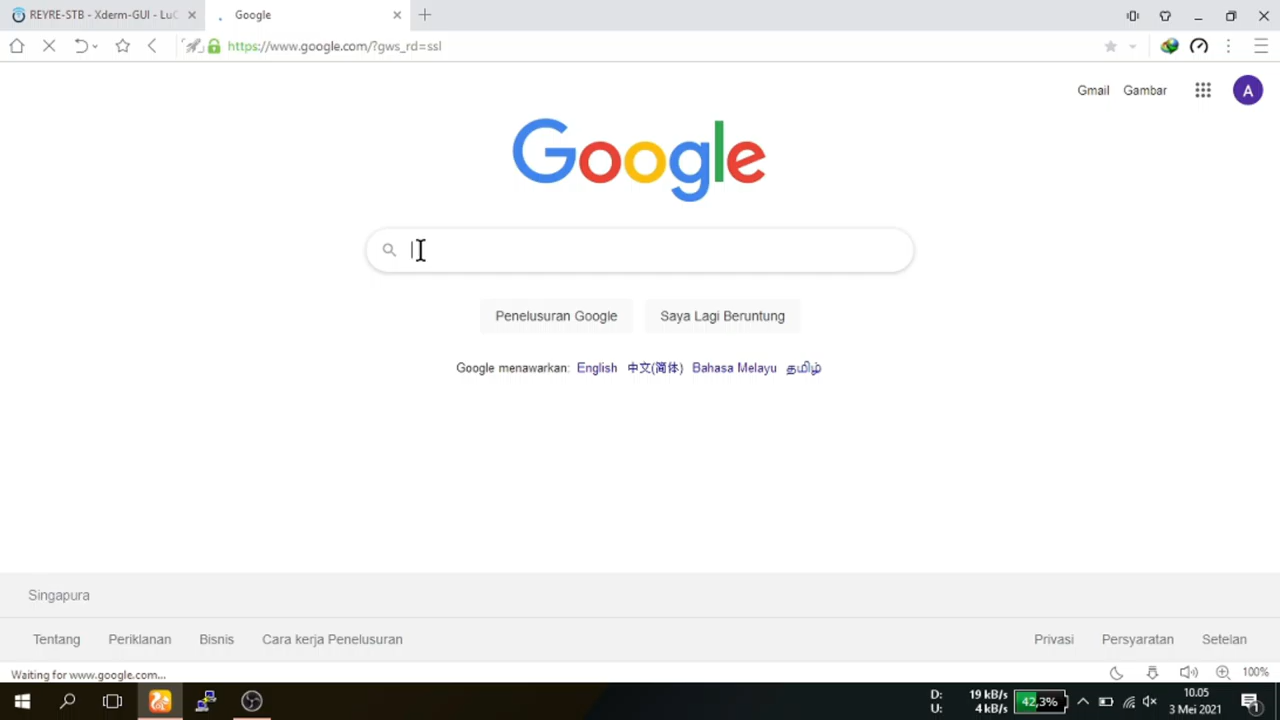 REYRE-STB - Xderm-GUI - LuC
Google
https://www.google.com/?gws_rd=ssl
Gmail Gambar A
Google
Penelusuran Google Saya Lagi Beruntung
Google menawarkan: English 中文(简体) Bahasa Melayu தமிழ்
Singapura
Tentang Periklanan Bisnis Cara kerja Penelusuran Privasi Persyaratan Setelan
Waiting for www.google.com... 100%
D: 19 kB/s
U: 4 kB/s
42,3%
10.05
3 Mei 2021
1